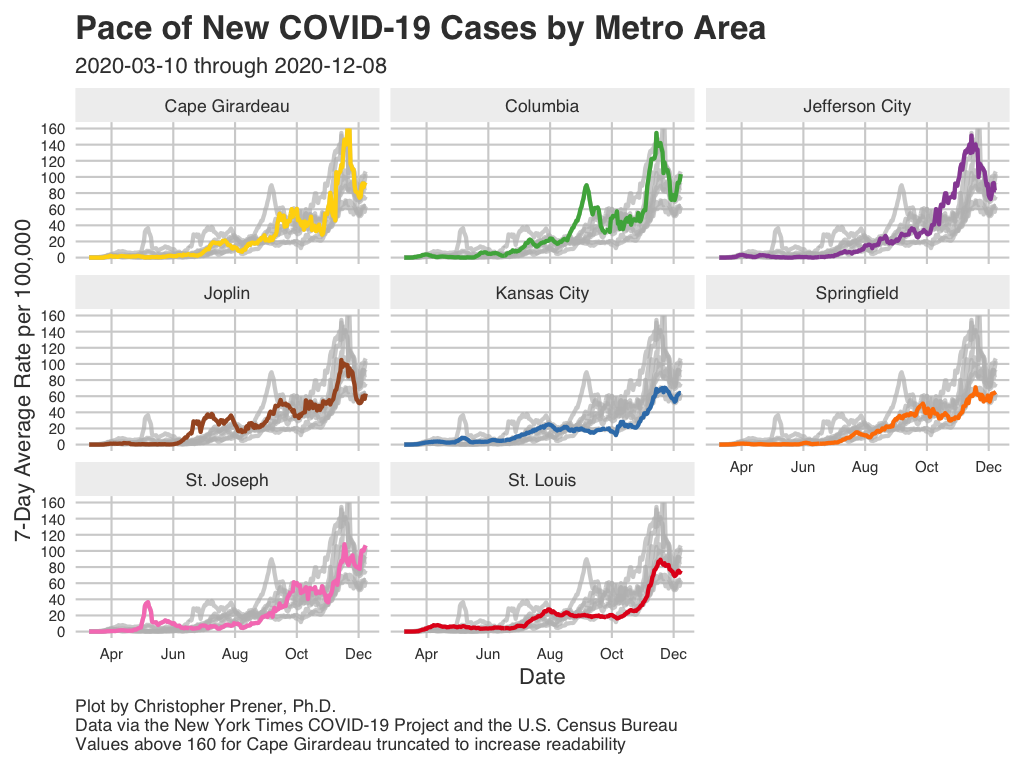 Pace of New COVID-19 Cases by Metro Area
2020-03-10 through 2020-12-08
7-Day Average Rate per 100,000
Cape Girardeau
Columbia
Jefferson City
160
140
120
100
80
60
40
20
0
Joplin
Kansas City
Springfield
160
140
120
100
80
60
40
20
0
Apr Jun Aug Oct Dec
St. Joseph
St. Louis
160
140
120
100
80
60
40
20
0
Apr Jun Aug Oct Dec
Apr Jun Aug Oct Dec
Date
Plot by Christopher Prener, Ph.D.
Data via the New York Times COVID-19 Project and the U.S. Census Bureau
Values above 160 for Cape Girardeau truncated to increase readability